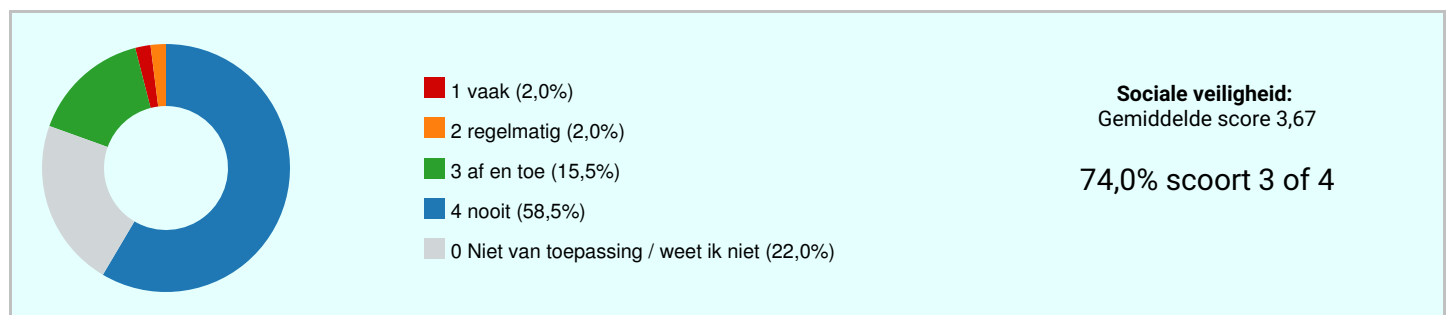 1 vaak (2,0%)
2 regelmatig (2,0%)
3 af en toe (15,5%)
4 nooit (58,5%)
0 Niet van toepassing / weet ik niet (22,0%)
Sociale veiligheid:
Gemiddelde score 3,67
74,0% scoort 3 of 4